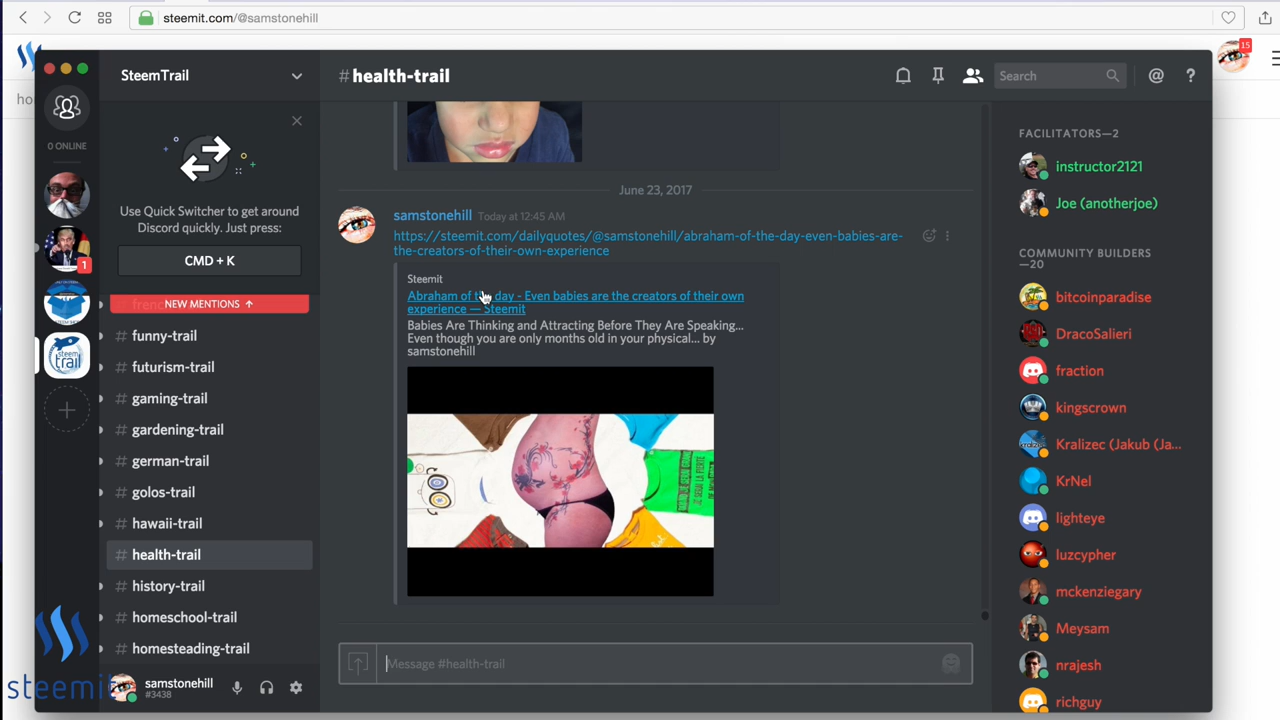 steemit.com/@samstonehill
15
ho
SteemTrail
#health-trail
Search
@
?
0 ONLINE
Use Quick Switcher to get around
Discord quickly. Just press:
CMD + K
1
NEW MENTIONS
# funny-trail
# futurism-trail
# gaming-trail
# gardening-trail
# german-trail
# golos-trail
# hawaii-trail
# health-trail
# history-trail
# homeschool-trail
# homesteading-trail
steem
trail
steemit
samstonehill
#3438
June 23, 2017
samstonehill Today at 12:45 AM
https://steemit.com/dailyquotes/@samstonehill/abraham-of-the-day-even-babies-are-
the-creators-of-their-own-experience
Steemit
Abraham of the day - Even babies are the creators of their own
experience — Steemit
Babies Are Thinking and Attracting Before They Are Speaking...
Even though you are only months old in your physical... by
samstonehill
Message #health-trail
FACILITATORS—2
instructor2121
Joe (anotherjoe)
COMMUNITY BUILDERS
—20
bitcoinparadise
DracoSalieri
fraction
kingscrown
Kralizec (Jakub (Ja...
KrNel
lighteye
luzcypher
mckenziegary
Meysam
nrajesh
richguy